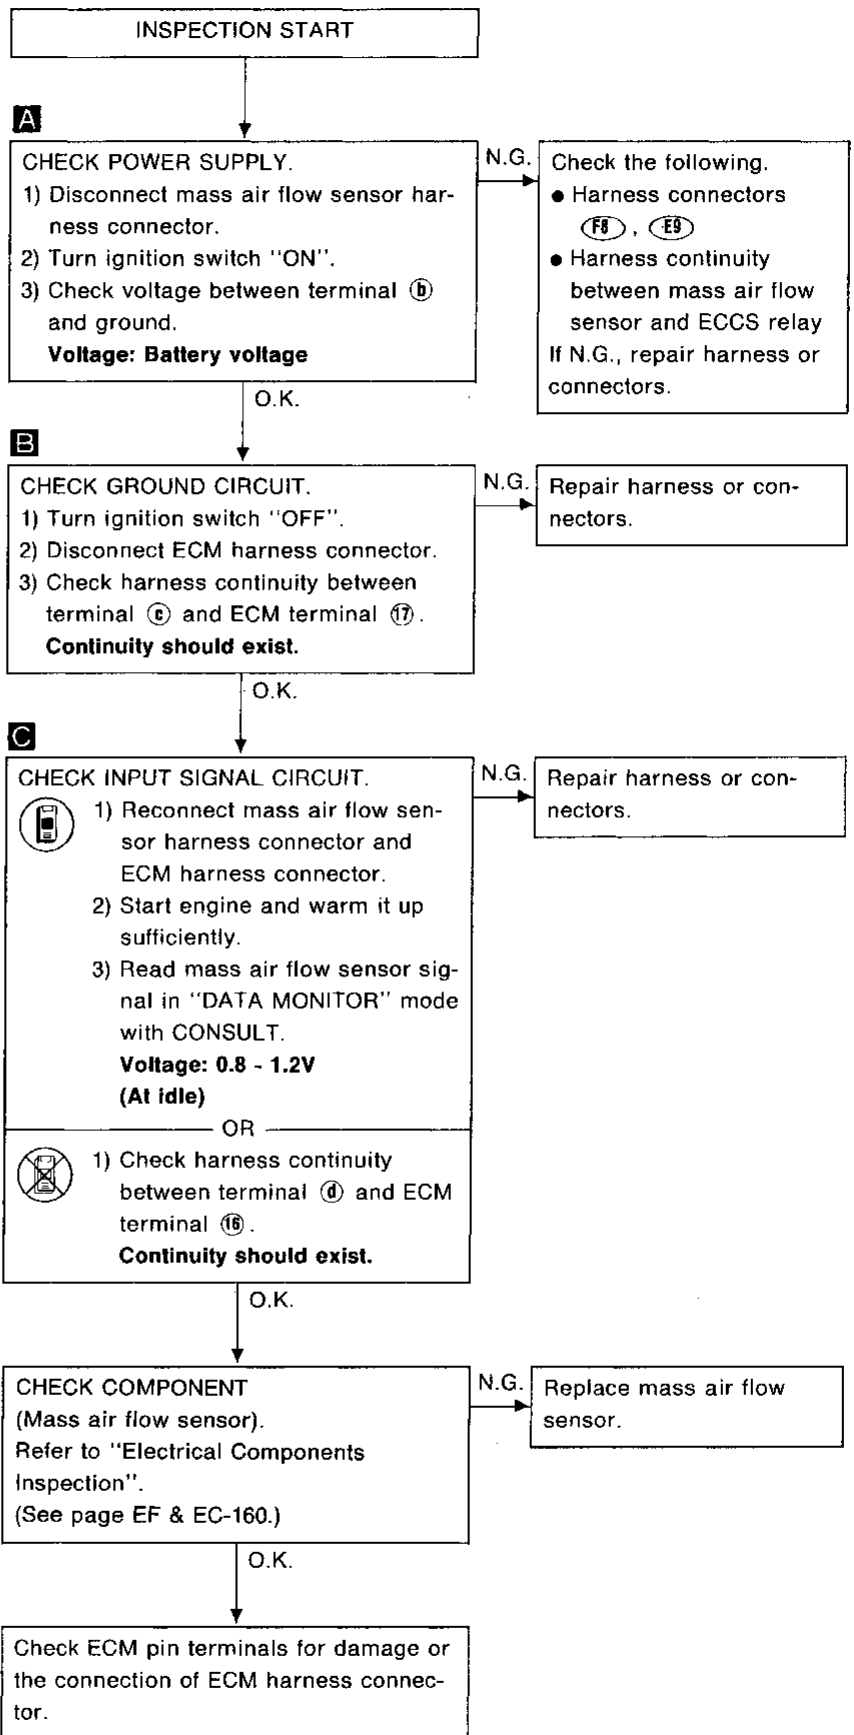 INSPECTION START
A
CHECK POWER SUPPLY.
1) Disconnect mass air flow sensor har-
ness connector.
2) Turn ignition switch "ON".
3) Check voltage between terminal ⓑ
and ground.
Voltage: Battery voltage
N.G.
Check the following.
● Harness connectors
F8 , E9
● Harness continuity
between mass air flow
sensor and ECCS relay
If N.G., repair harness or
connectors.
O.K.
B
CHECK GROUND CIRCUIT.
1) Turn ignition switch "OFF".
2) Disconnect ECM harness connector.
3) Check harness continuity between
terminal ⓒ and ECM terminal ⑰.
Continuity should exist.
N.G.
Repair harness or con-
nectors.
O.K.
C
CHECK INPUT SIGNAL CIRCUIT.
1) Reconnect mass air flow sen-
sor harness connector and
ECM harness connector.
2) Start engine and warm it up
sufficiently.
3) Read mass air flow sensor sig-
nal in "DATA MONITOR" mode
with CONSULT.
Voltage: 0.8 - 1.2V
(At idle)
OR
1) Check harness continuity
between terminal ⓓ and ECM
terminal ⑯.
Continuity should exist.
N.G.
Repair harness or con-
nectors.
O.K.
CHECK COMPONENT
(Mass air flow sensor).
Refer to "Electrical Components
Inspection".
(See page EF & EC-160.)
N.G.
Replace mass air flow
sensor.
O.K.
Check ECM pin terminals for damage or
the connection of ECM harness connec-
tor.